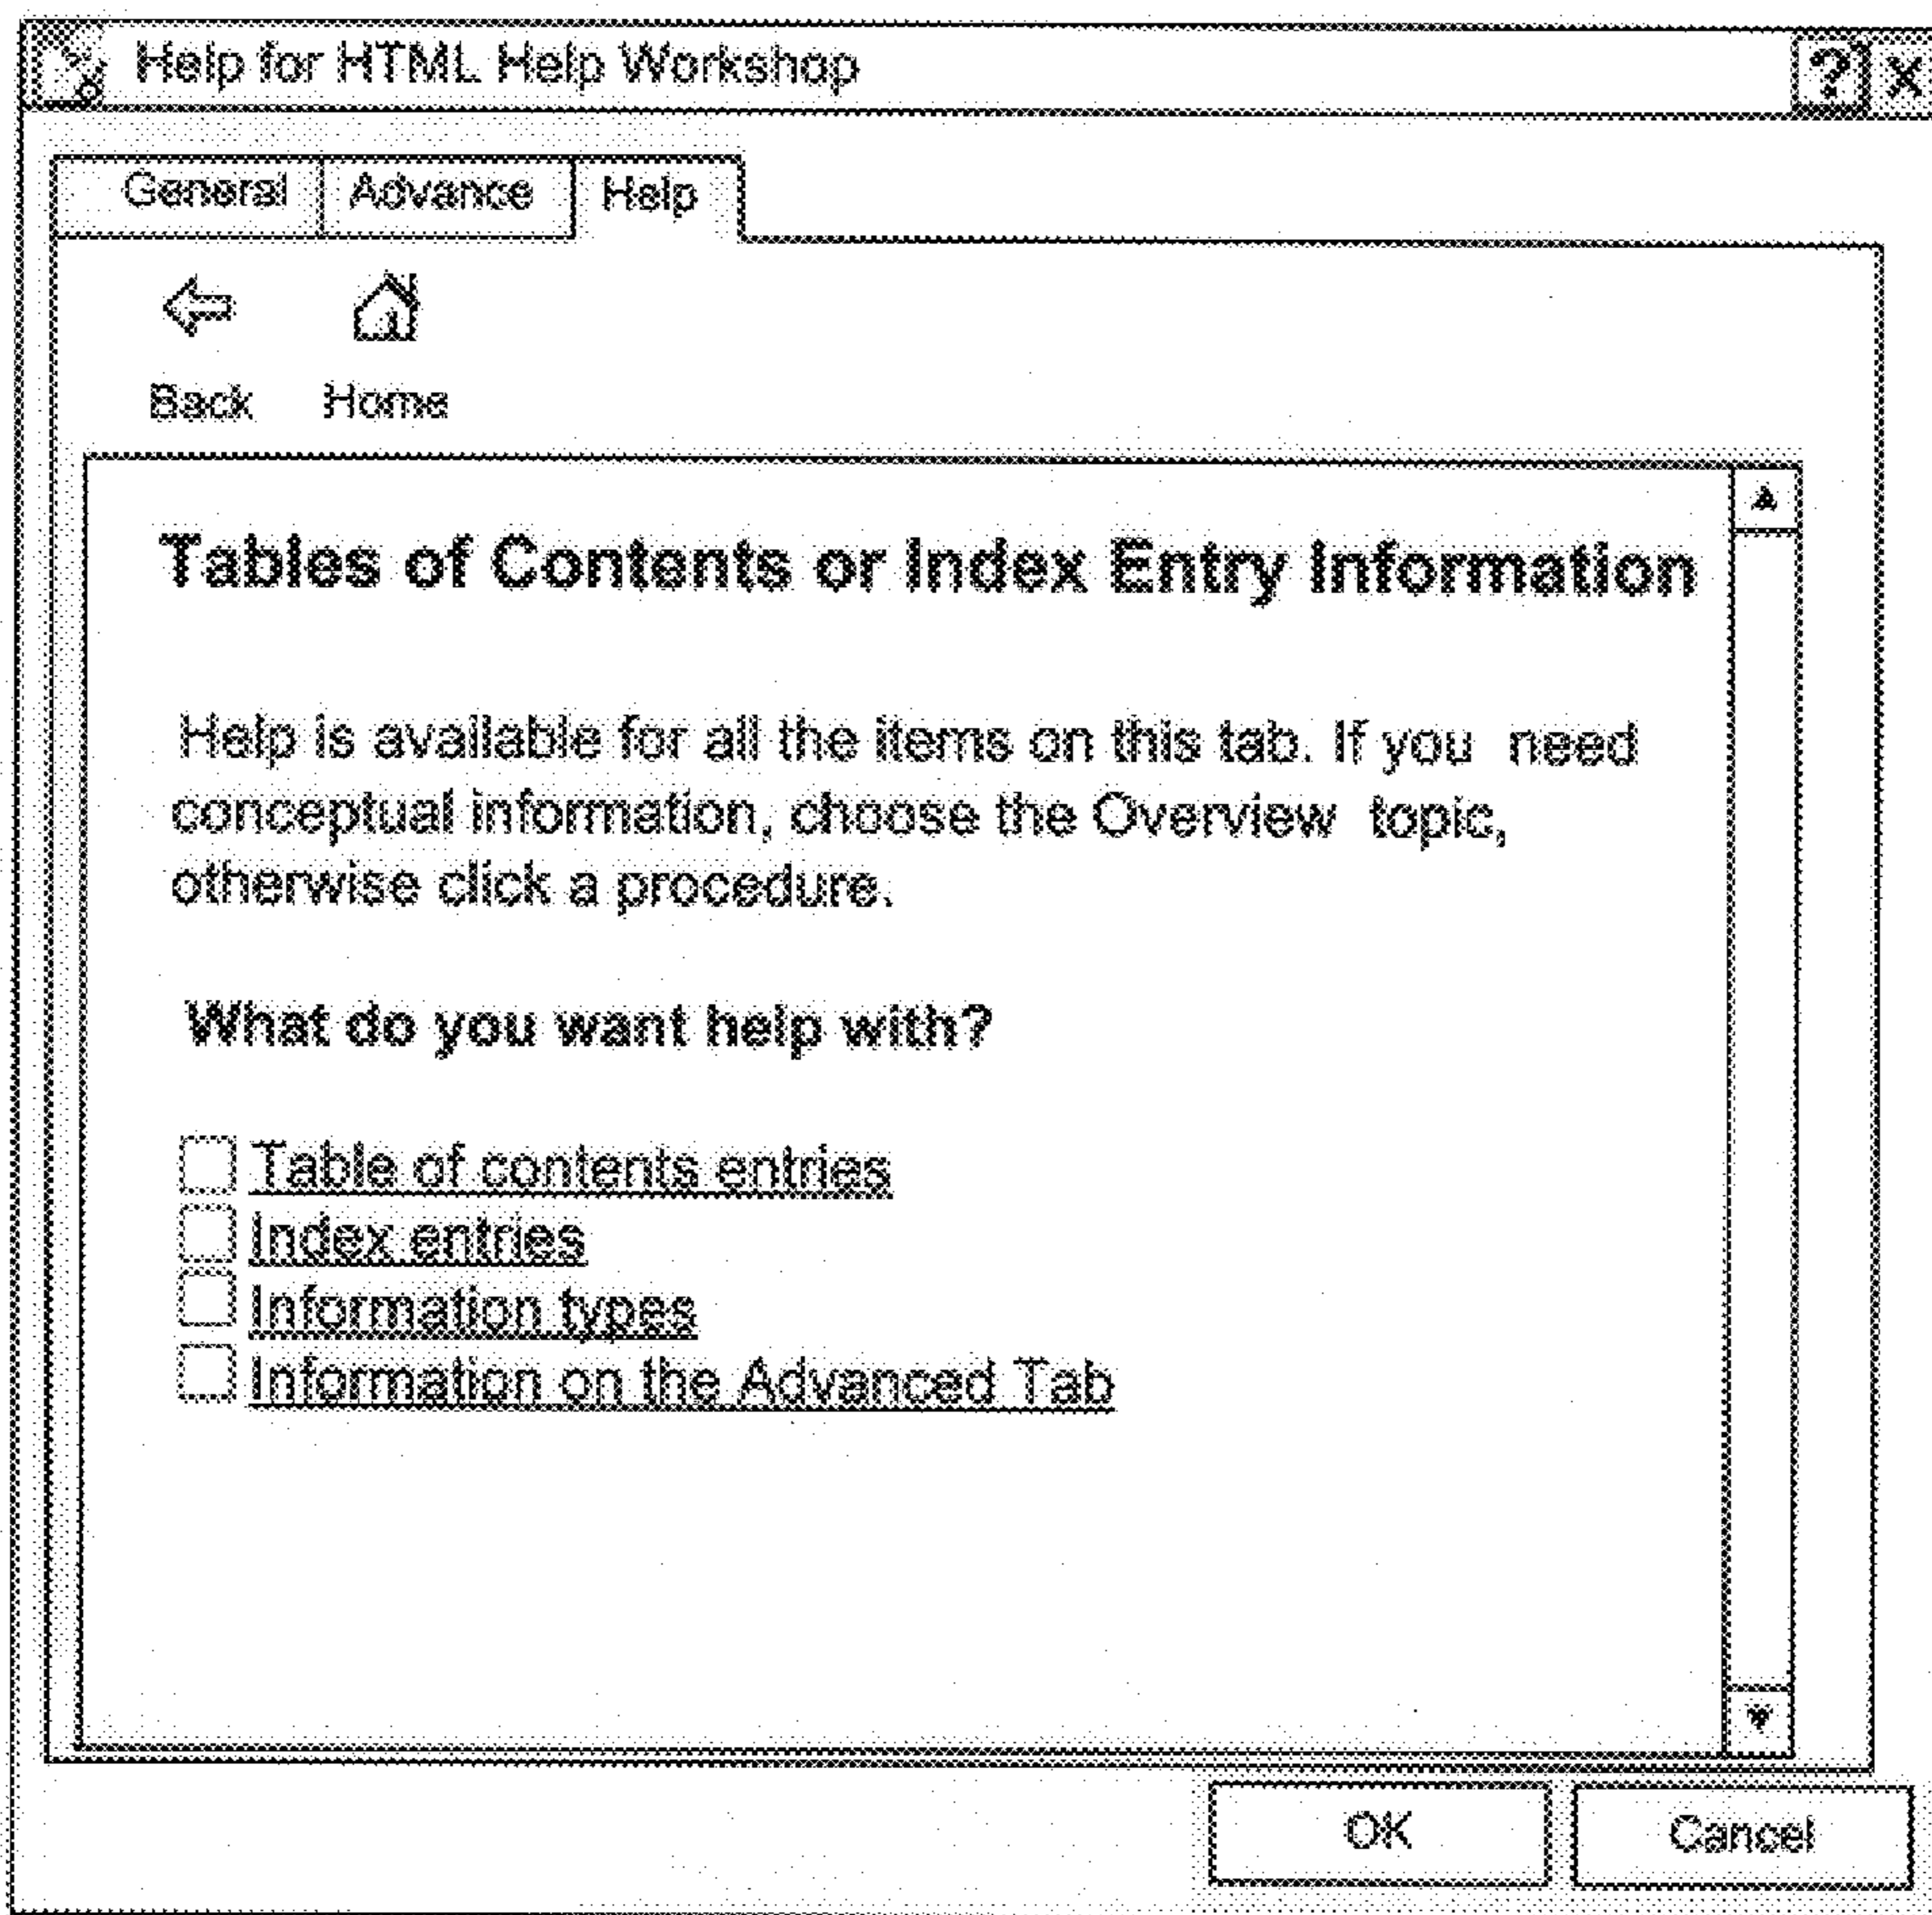 Help for HTML Help Workshop ? X
General Advance Help
Back Home
Tables of Contents or Index Entry Information
Help is available for all the items on this tab. If you need
conceptual information, choose the Overview topic,
otherwise click a procedure.
What do you want help with?
Table of contents entries
Index entries
Information types
Information on the Advanced Tab
OK Cancel